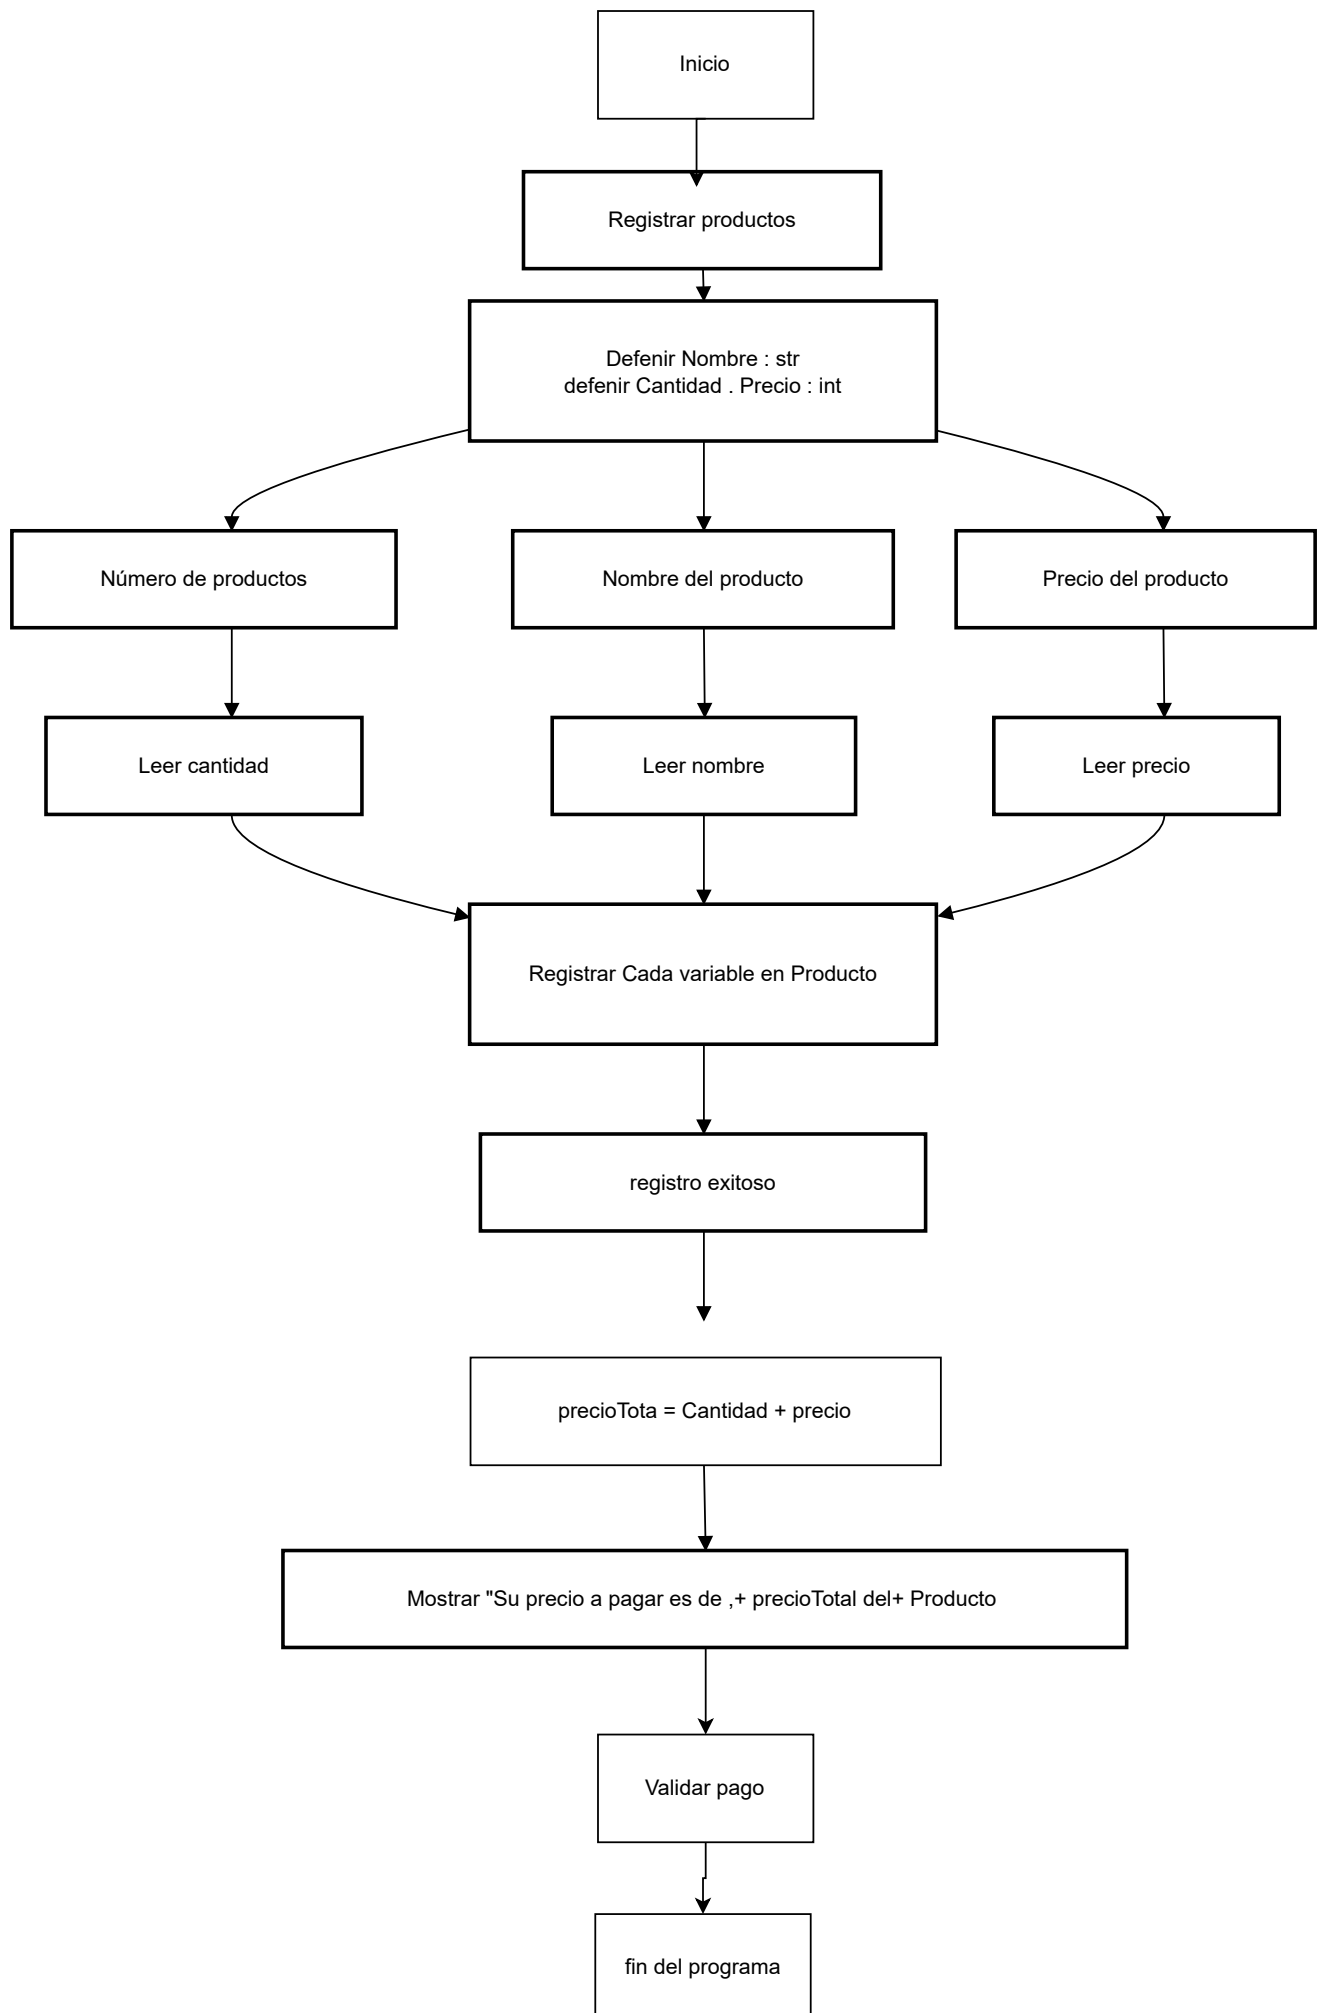 Inicio
Registrar productos
Defenir Nombre : str
defenir Cantidad . Precio : int
Número de productos
Nombre del producto
Precio del producto
Leer cantidad
Leer nombre
Leer precio
Registrar Cada variable en Producto
registro exitoso
precioTota = Cantidad + precio
Mostrar "Su precio a pagar es de ,+ precioTotal del+ Producto
Validar pago
fin del programa